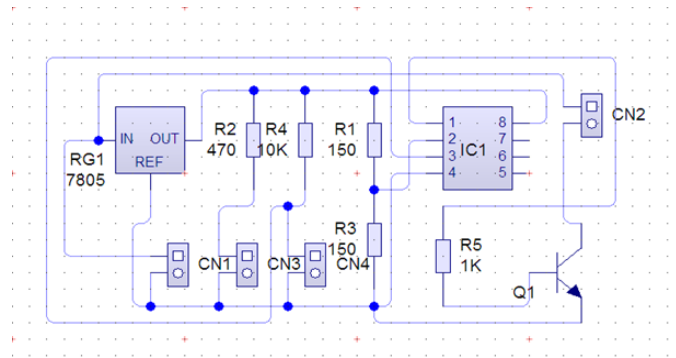 IN OUT
REF
RG1
7805
R2
470
R4
10K
R1
150
R3
150
1 8
2 7
3 6
4 5
IC1
CN2
CN1
CN3
CN4
R5
1K
Q1